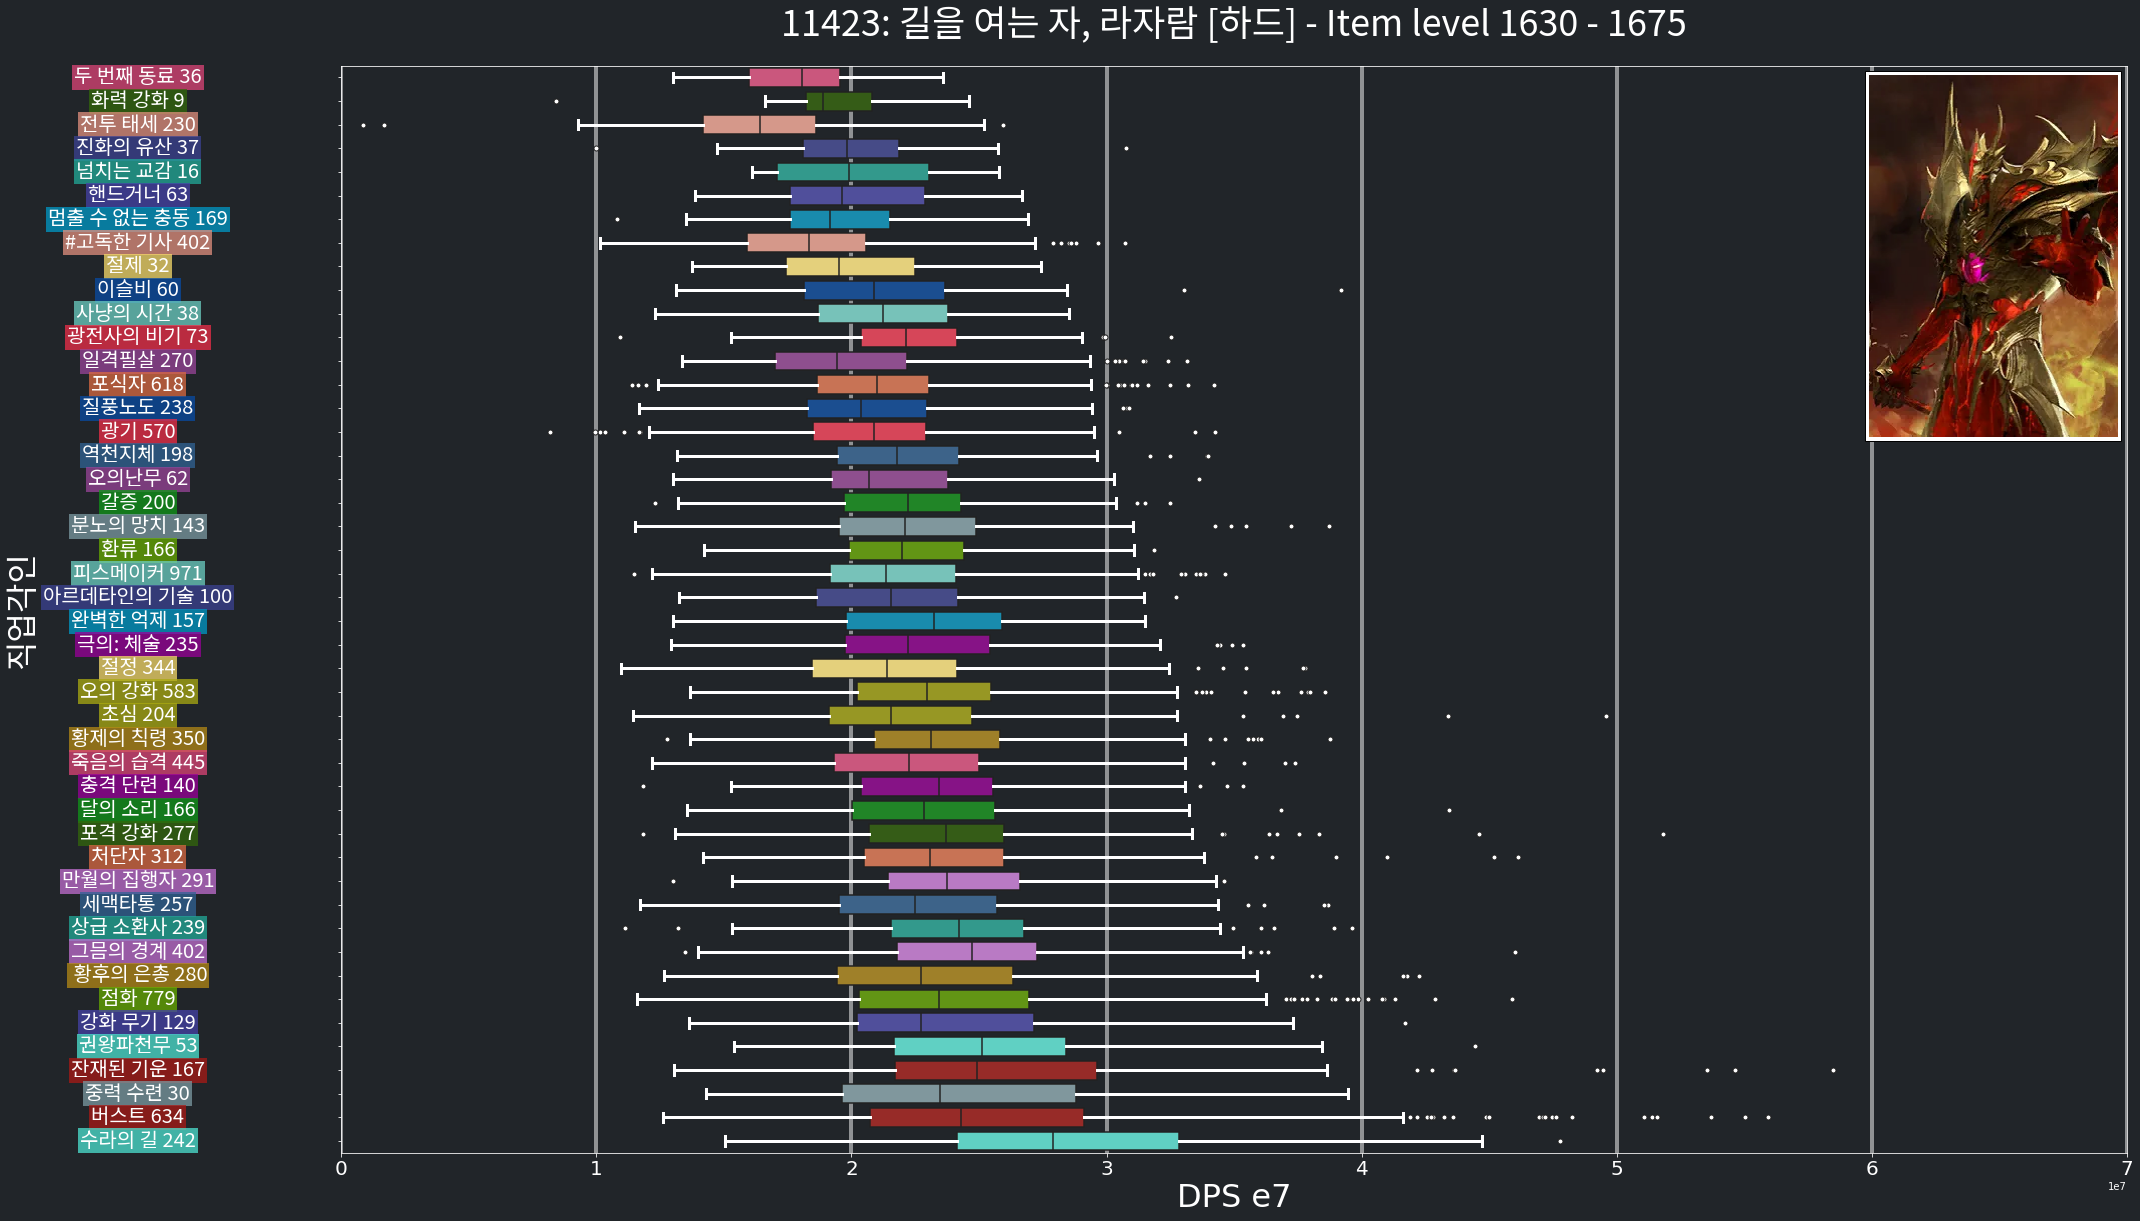 11423: 길을 여는 자, 라자람 [하드] - Item level 1630 - 1675
직업각인
두 번째 동료 36
화력 강화 9
전투 태세 230
진화의 유산 37
넘치는 교감 16
핸드거너 63
멈출 수 없는 충동 169
#고독한 기사 402
절제 32
이슬비 60
사냥의 시간 38
광전사의 비기 73
일격필살 270
포식자 618
질풍노도 238
광기 570
역천지체 198
오의난무 62
갈증 200
분노의 망치 143
환류 166
피스메이커 971
아르데타인의 기술 100
완벽한 억제 157
극의: 체술 235
절정 344
오의 강화 583
초심 204
황제의 칙령 350
죽음의 습격 445
충격 단련 140
달의 소리 166
포격 강화 277
처단자 312
만월의 집행자 291
세맥타통 257
상급 소환사 239
그믐의 경계 402
황후의 은총 280
점화 779
강화 무기 129
권왕파천무 53
잔재된 기운 167
중력 수련 30
버스트 634
수라의 길 242
0 1 2 3 4 5 6 7
DPS e7
1e7